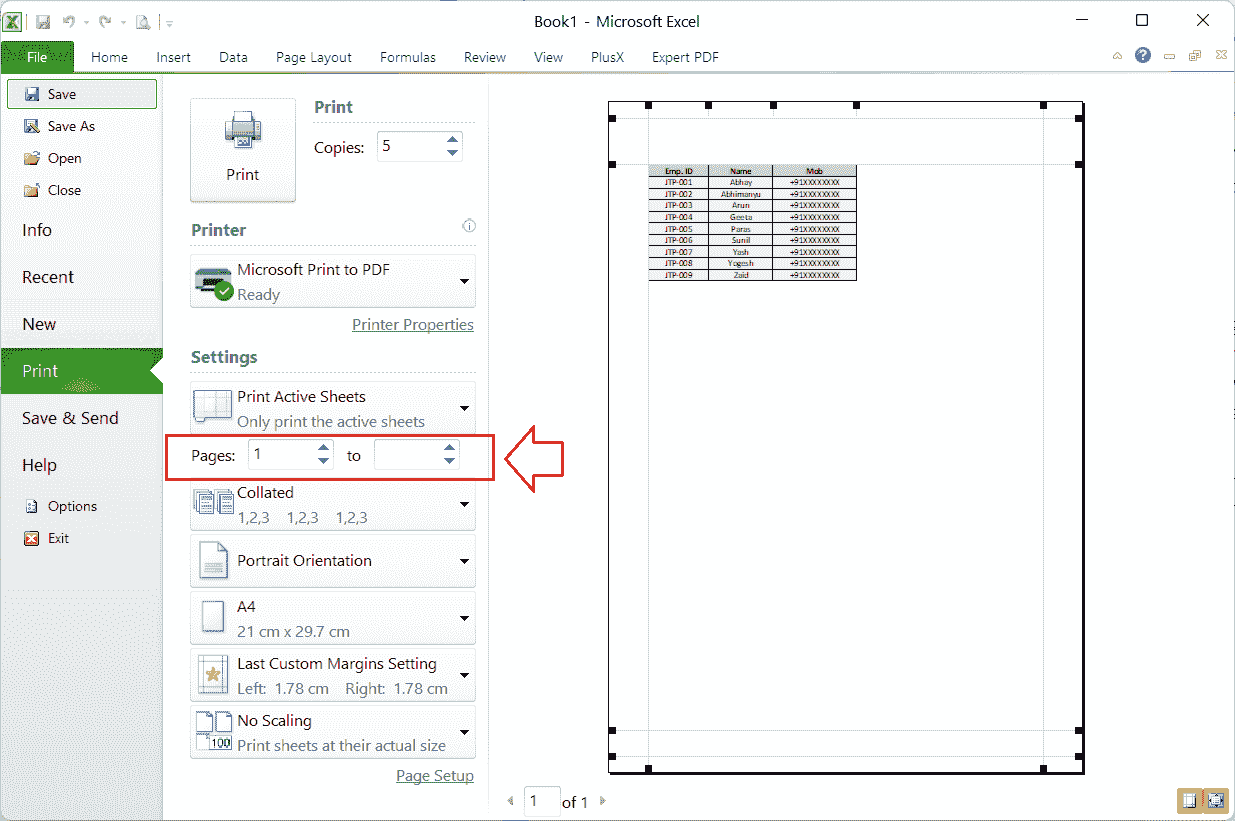 Book1 - Microsoft Excel
File Home Insert Data Page Layout Formulas Review View PlusX Expert PDF
Save
Save As
Open
Close
Info
Recent
New
Print
Save & Send
Help
Options
Exit
Print
Print
Copies: 5
Printer
Microsoft Print to PDF
Ready
Printer Properties
Settings
Print Active Sheets
Only print the active sheets
Pages: 1 to
Collated
1,2,3 1,2,3 1,2,3
Portrait Orientation
A4
21 cm x 29.7 cm
Last Custom Margins Setting
Left: 1.78 cm Right: 1.78 cm
No Scaling
100
Print sheets at their actual size
Page Setup
Emp. ID Name Mob
JTP-001 Abhay +91XXXXXXXX
JTP-002 Abhimanyu +91XXXXXXXX
JTP-003 Arun +91XXXXXXXX
JTP-004 Geeta +91XXXXXXXX
JTP-005 Paras +91XXXXXXXX
JTP-006 Sunil +91XXXXXXXX
JTP-007 Yash +91XXXXXXXX
JTP-008 Yogesh +91XXXXXXXX
JTP-009 Zaid +91XXXXXXXX
1 of 1